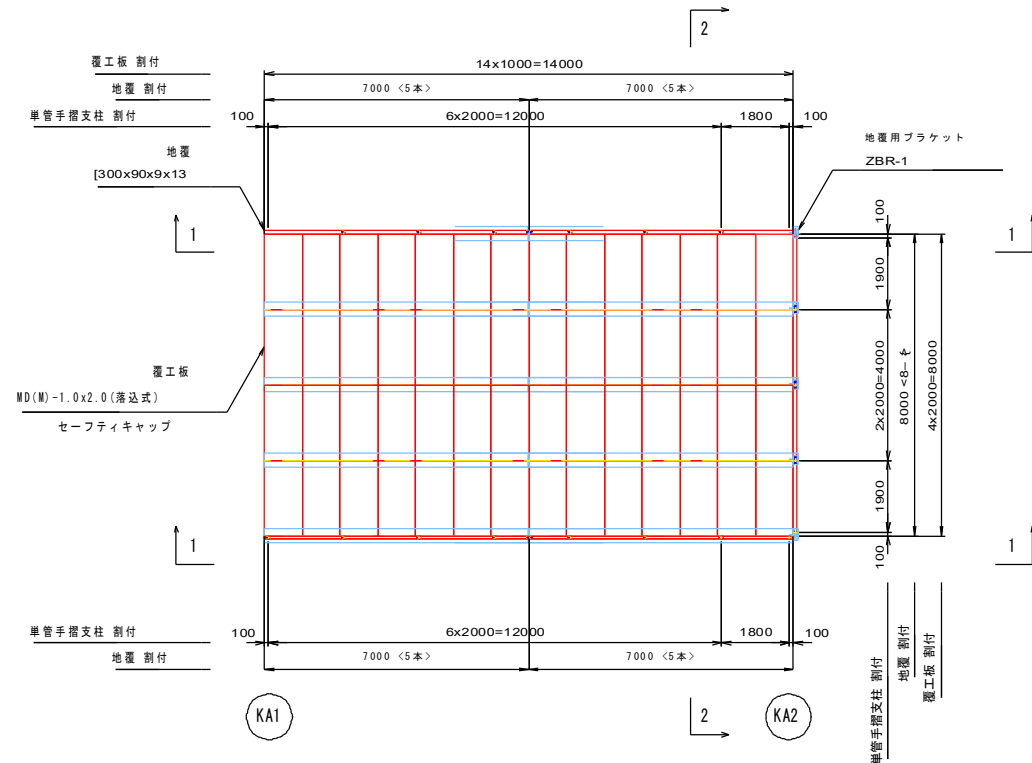 2
覆工板 割付
14x1000=14000
地覆 割付
7000 <5本>
7000 <5本>
単管手摺支柱 割付
100
6x2000=12000
1800
100
地覆
[300x90x9x13
地覆用ブラケット
ZBR-1
1
1
100
1900
2x2000=4000
1900
100
4x2000=8000
覆工板
MD(M)-1.0x2.0(落込式)
セーフティキャップ
1
1
単管手摺支柱 割付
100
6x2000=12000
1800
100
地覆 割付
7000 <5本>
7000 <5本>
単管手摺支柱 割付
地覆 割付
覆工板 割付
KA1
2
KA2